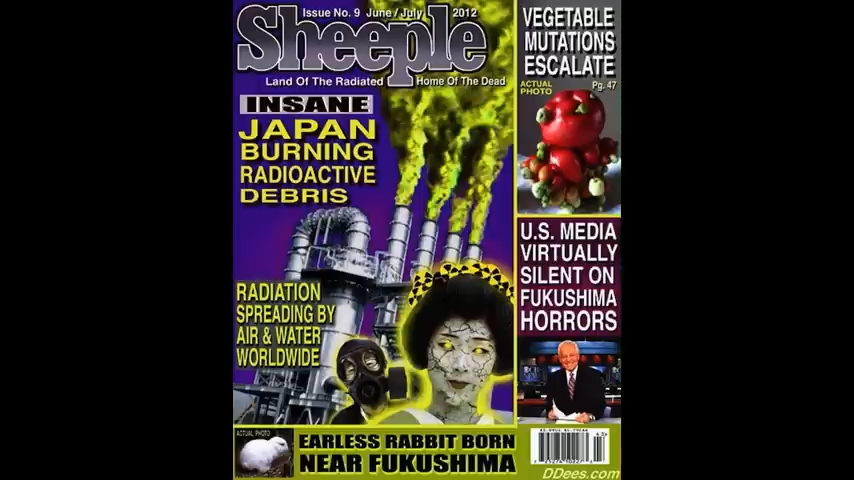 Issue No. 9 June / July 2012
Sheeple
Land Of The Radiated Home Of The Dead
INSANE
JAPAN
BURNING
RADIOACTIVE
DEBRIS
RADIATION
SPREADING BY
AIR & WATER
WORLDWIDE
ACTUAL PHOTO
EARLESS RABBIT BORN
NEAR FUKUSHIMA
VEGETABLE
MUTATIONS
ESCALATE
ACTUAL
PHOTO
Pg. 47
U.S. MEDIA
VIRTUALLY
SILENT ON
FUKUSHIMA
HORRORS
DDees.com